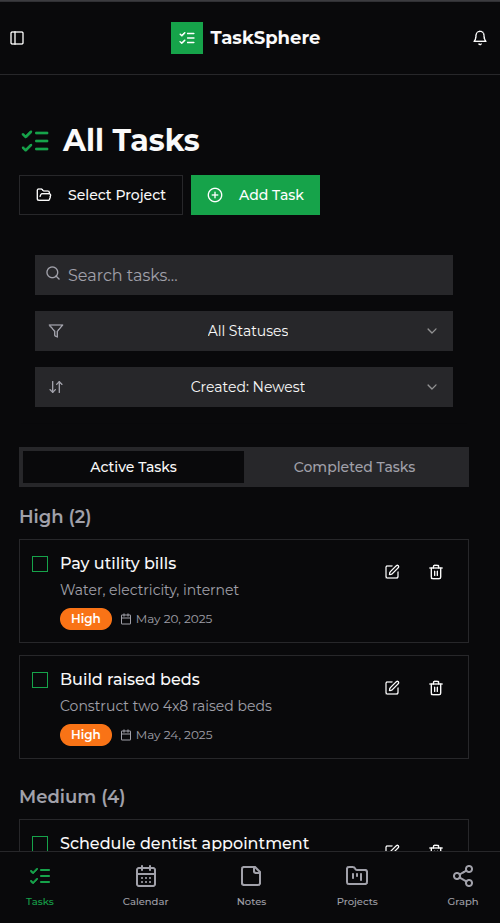 TaskSphere
All Tasks
Select Project
Add Task
Search tasks...
All Statuses
Created: Newest
Active Tasks
Completed Tasks
High (2)
Pay utility bills
Water, electricity, internet
High
May 20, 2025
Build raised beds
Construct two 4x8 raised beds
High
May 24, 2025
Medium (4)
Schedule dentist appointment
Tasks
Calendar
Notes
Projects
Graph